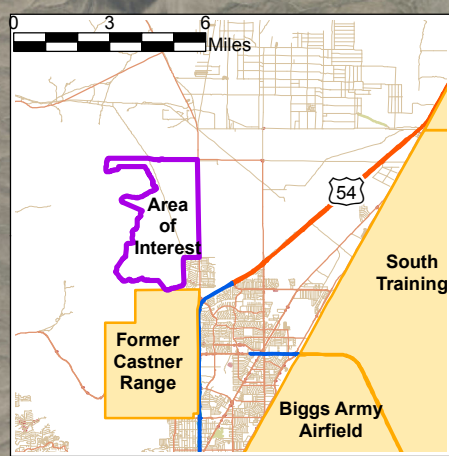 0 3 6
Miles
54
Area
of
Interest
South
Training
Former
Castner
Range
Biggs Army
Airfield